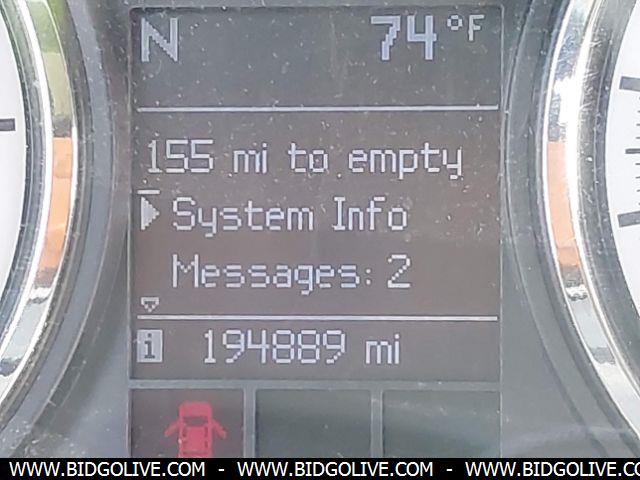 N 74°F
155 mi to empty
System Info
Messages: 2
i 194889 mi
WWW.BIDGOLIVE.COM - WWW.BIDGOLIVE.COM - WWW.BIDGOLIVE.CO